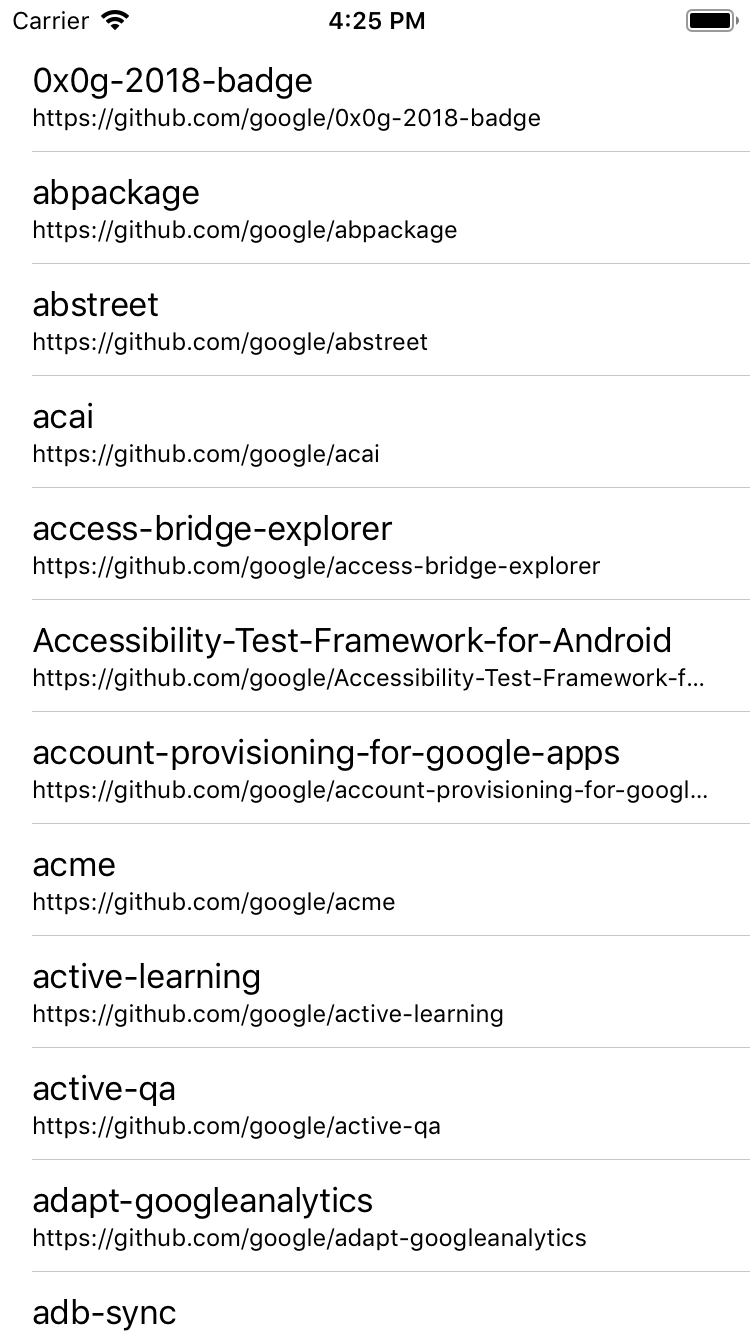 Carrier 4:25 PM
0x0g-2018-badge
https://github.com/google/0x0g-2018-badge
abpackage
https://github.com/google/abpackage
abstreet
https://github.com/google/abstreet
acai
https://github.com/google/acai
access-bridge-explorer
https://github.com/google/access-bridge-explorer
Accessibility-Test-Framework-for-Android
https://github.com/google/Accessibility-Test-Framework-f...
account-provisioning-for-google-apps
https://github.com/google/account-provisioning-for-googl...
acme
https://github.com/google/acme
active-learning
https://github.com/google/active-learning
active-qa
https://github.com/google/active-qa
adapt-googleanalytics
https://github.com/google/adapt-googleanalytics
adb-sync